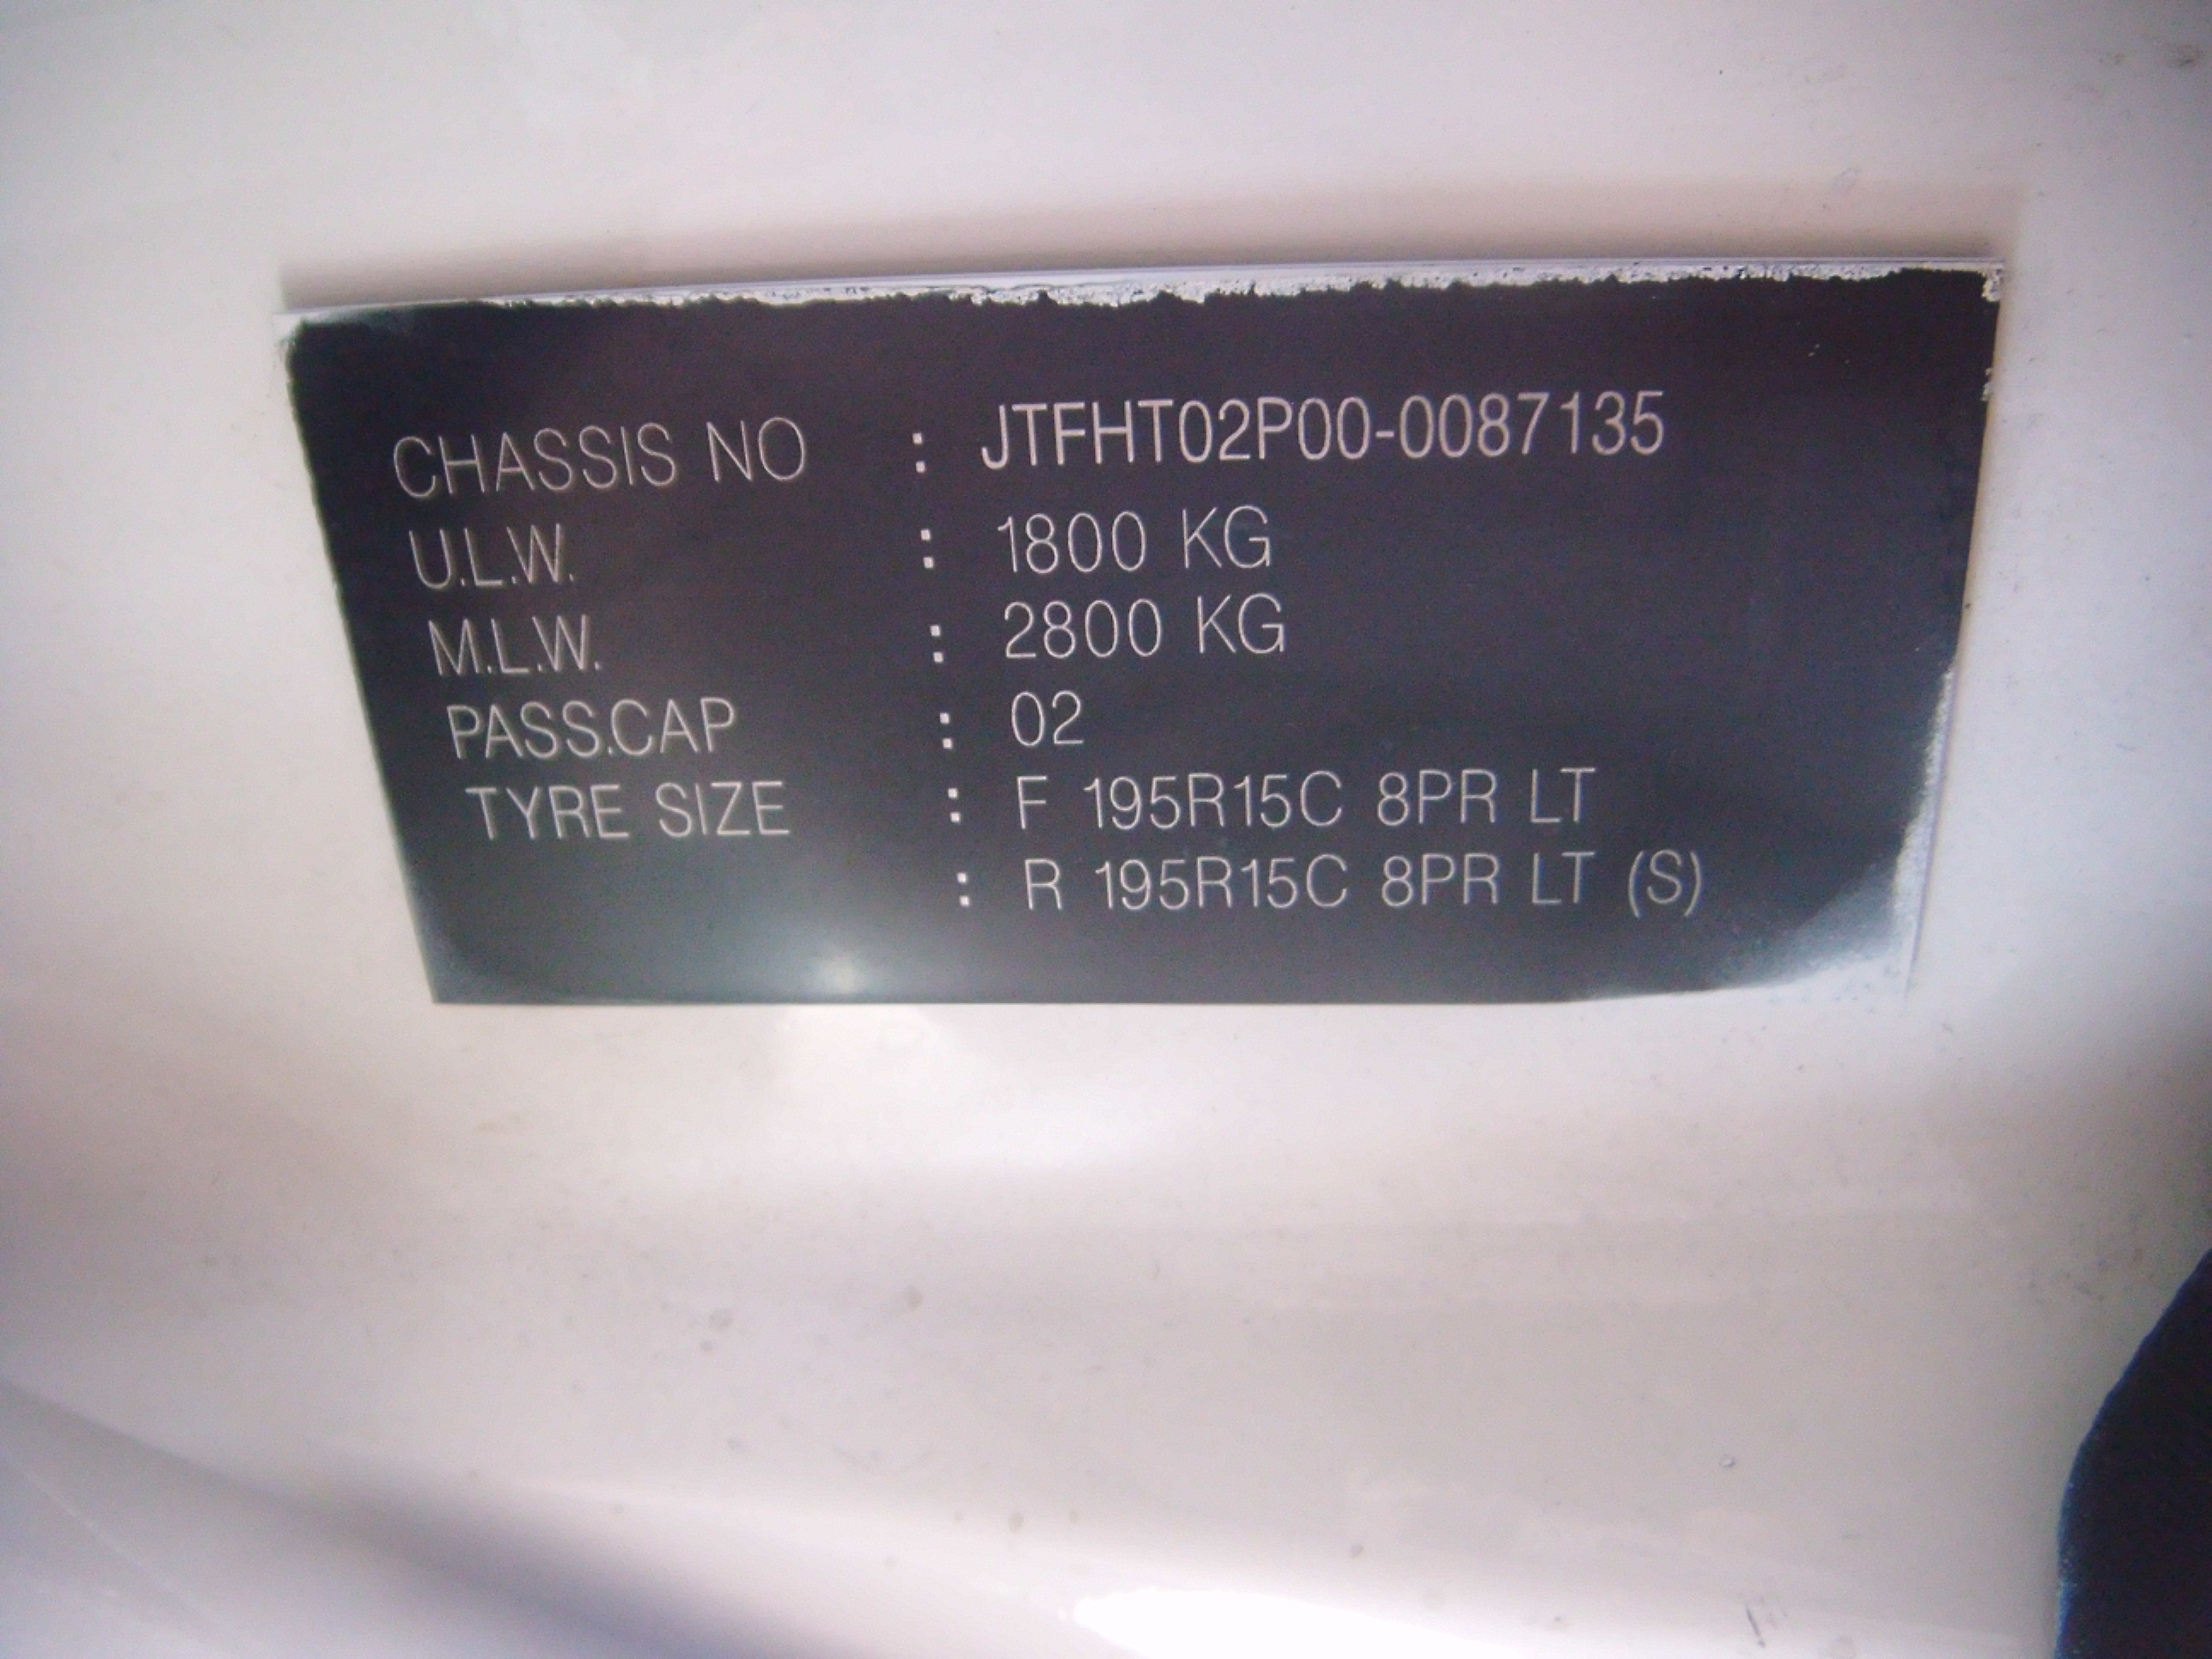 CHASSIS NO : JTFHT02P00-0087135
U.L.W. : 1800 KG
M.L.W. : 2800 KG
PASS.CAP : 02
TYRE SIZE : F 195R15C 8PR LT
: R 195R15C 8PR LT (S)